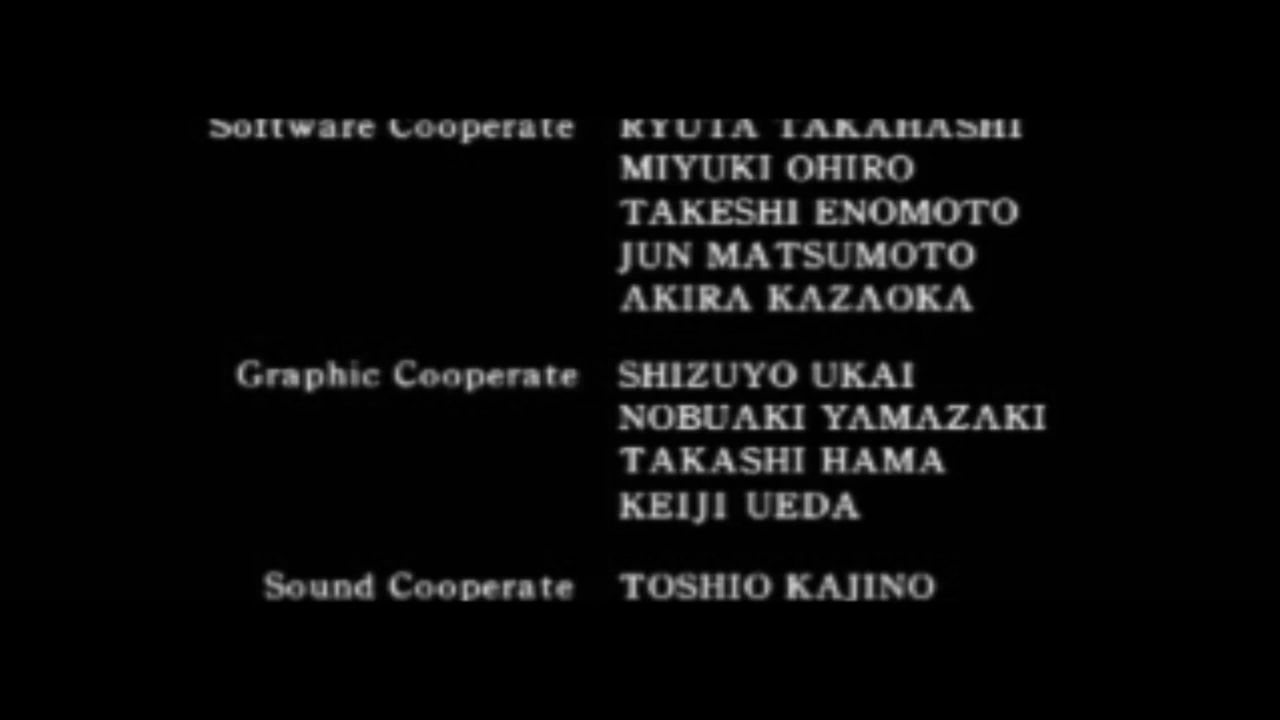 Software Cooperate RYUTA TAKAHASHI
MIYUKI OHIRO
TAKESHI ENOMOTO
JUN MATSUMOTO
AKIRA KAZAOKA
Graphic Cooperate SHIZUYO UKAI
NOBUAKI YAMAZAKI
TAKASHI HAMA
KEIJI UEDA
Sound Cooperate TOSHIO KAJINO